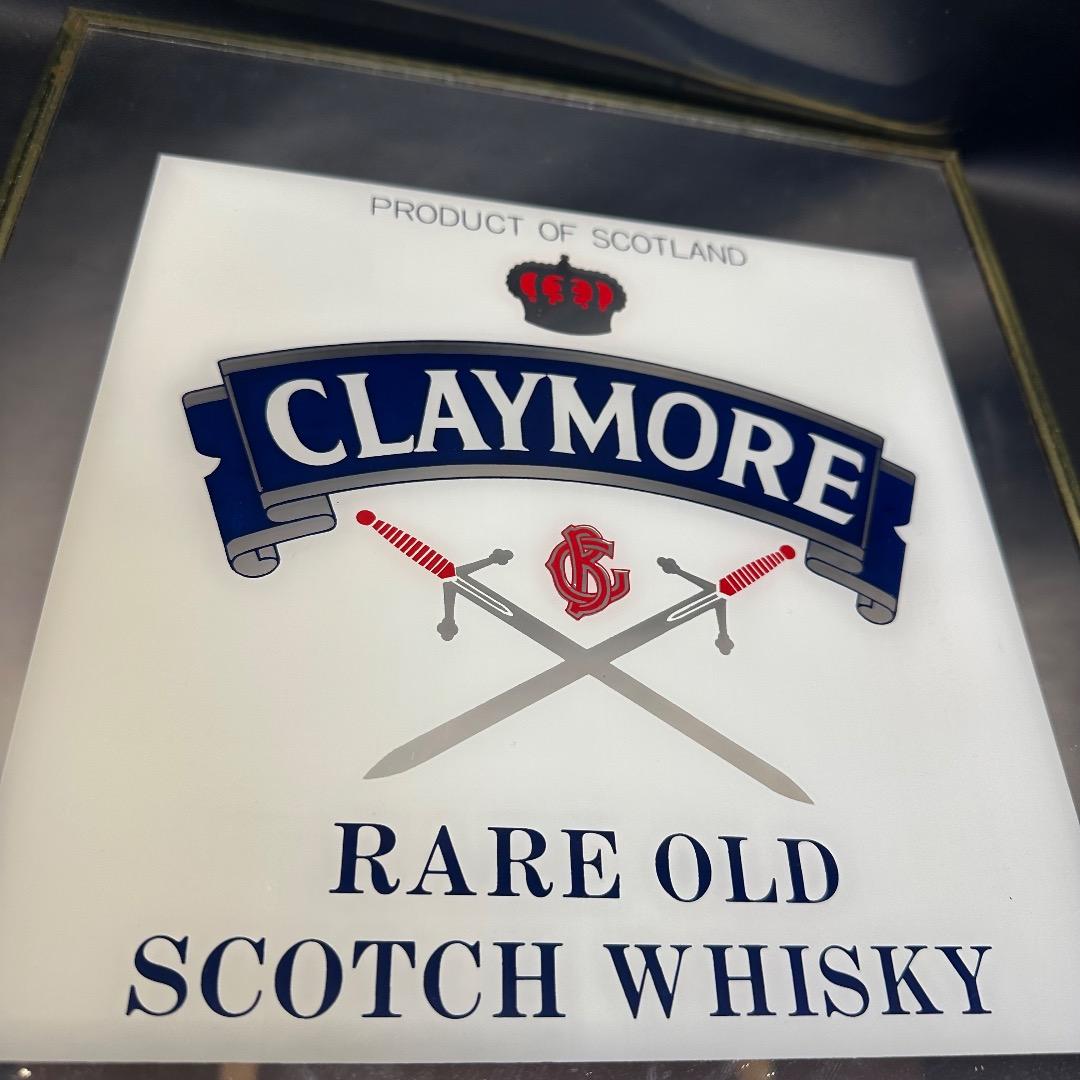 PRODUCT OF SCOTLAND
CLAYMORE
RARE OLD
SCOTCH WHISKY